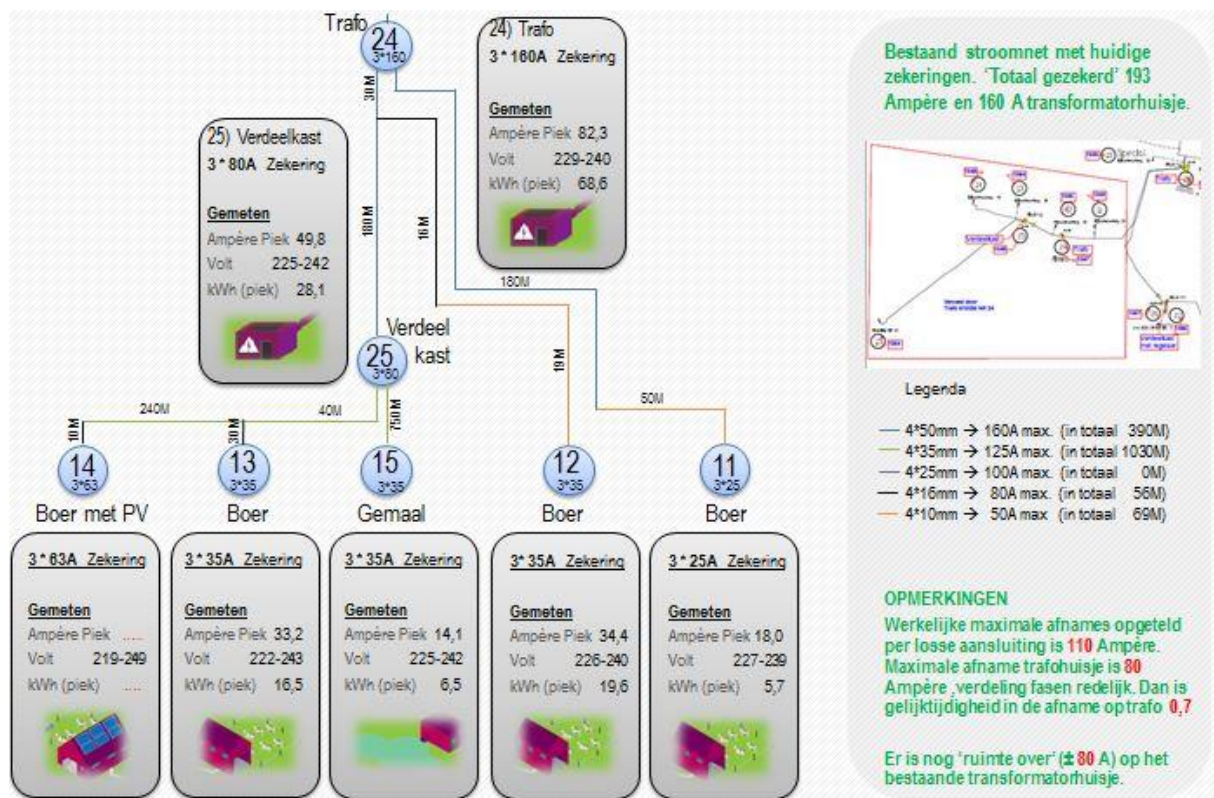 Trafo
24
3*160
30 M
24) Trafo
3*160A Zekering
Gemeten
Ampère Piek 82,3
Volt 229-240
kWh (piek) 68,6
25) Verdeelkast
3*80A Zekering
Gemeten
Ampère Piek 49,8
Volt 225-242
kWh (piek) 28,1
180 M
16 M
180M
Verdeel
kast
25
3*80
19 M
240M
40M
750 M
50M
10 M
30 M
14
3*63
Boer met PV
13
3*35
Boer
15
3*35
Gemaal
12
3*35
Boer
11
3*25
Boer
3*63A Zekering
Gemeten
Ampère Piek .....
Volt 219-249
kWh (piek) ....
3*35A Zekering
Gemeten
Ampère Piek 33,2
Volt 222-243
kWh (piek) 16,5
3*35A Zekering
Gemeten
Ampère Piek 14,1
Volt 225-242
kWh (piek) 6,5
3*35A Zekering
Gemeten
Ampère Piek 34,4
Volt 226-240
kWh (piek) 19,6
3*25A Zekering
Gemeten
Ampère Piek 18,0
Volt 227-239
kWh (piek) 5,7
Bestaand stroomnet met huidige
zekeringen. 'Totaal gezekerd' 193
Ampère en 160 A transformatorhuisje.
Legenda
4*50mm → 160A max. (in totaal 390M)
4*35mm → 125A max. (in totaal 1030M)
4*25mm → 100A max. (in totaal 0M)
4*16mm → 80A max. (in totaal 56M)
4*10mm → 50A max (in totaal 69M)
OPMERKINGEN
Werkelijke maximale afnames opgeteld
per losse aansluiting is 110 Ampère.
Maximale afname trafohuisje is 80
Ampère ,verdeling fasen redelijk. Dan is
gelijktijdigheid in de afname op trafo 0,7
Er is nog 'ruimte over' (± 80 A) op het
bestaande transformatorhuisje.